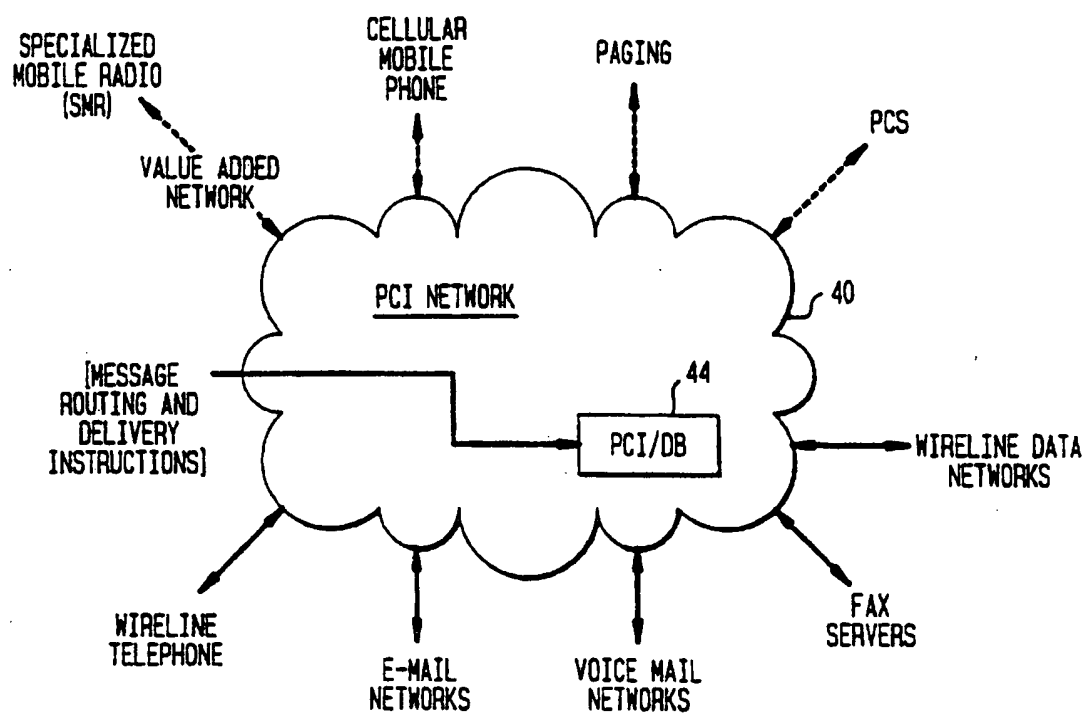 SPECIALIZED
MOBILE RADIO
(SMR)
CELLULAR
MOBILE
PHONE
PAGING
PCS
VALUE ADDED
NETWORK
PCI NETWORK
40
[MESSAGE
ROUTING AND
DELIVERY
INSTRUCTIONS]
44
PCI/DB
WIRELINE DATA
NETWORKS
WIRELINE
TELEPHONE
E-MAIL
NETWORKS
VOICE MAIL
NETWORKS
FAX
SERVERS